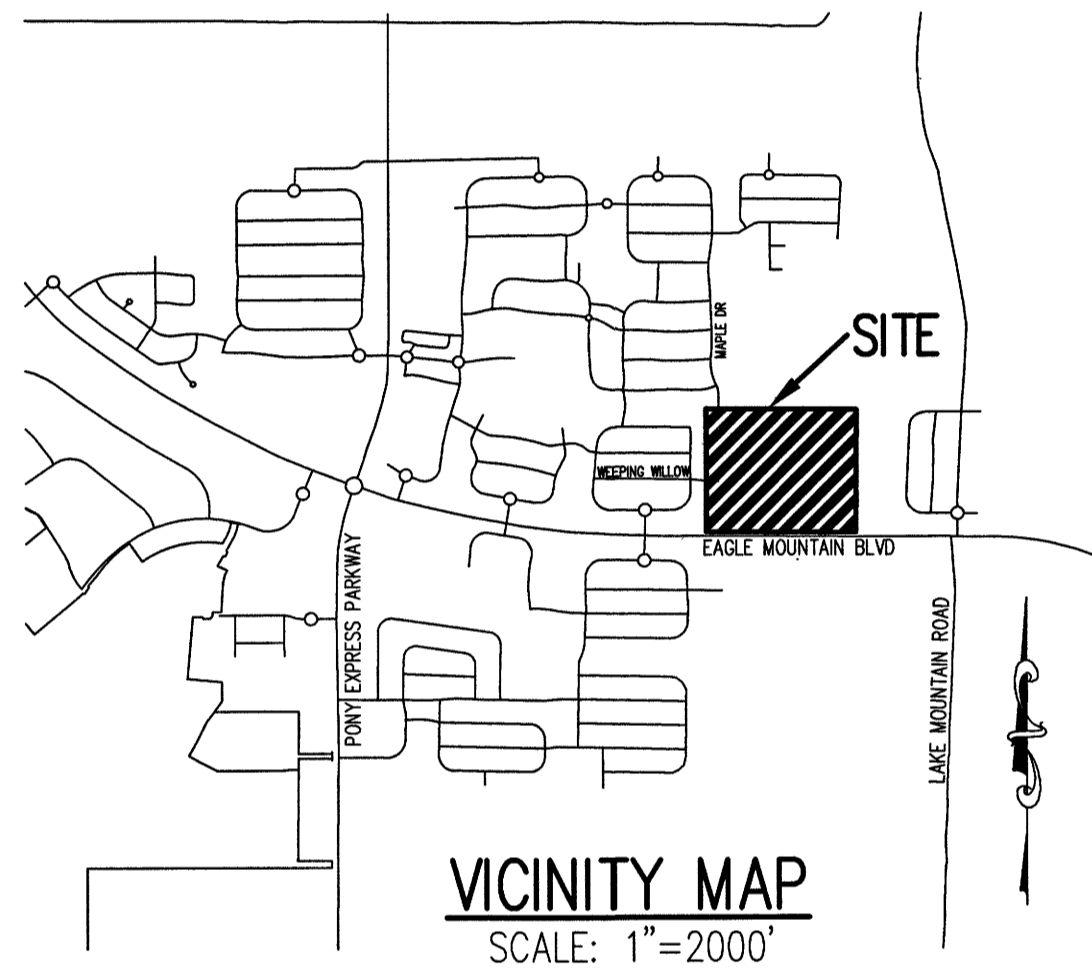 MAPLE DR
SITE
WEEPING WILLOW
EAGLE MOUNTAIN BLVD
PONY EXPRESS PARKWAY
LAKE MOUNTAIN ROAD
VICINITY MAP
SCALE: 1"=2000'